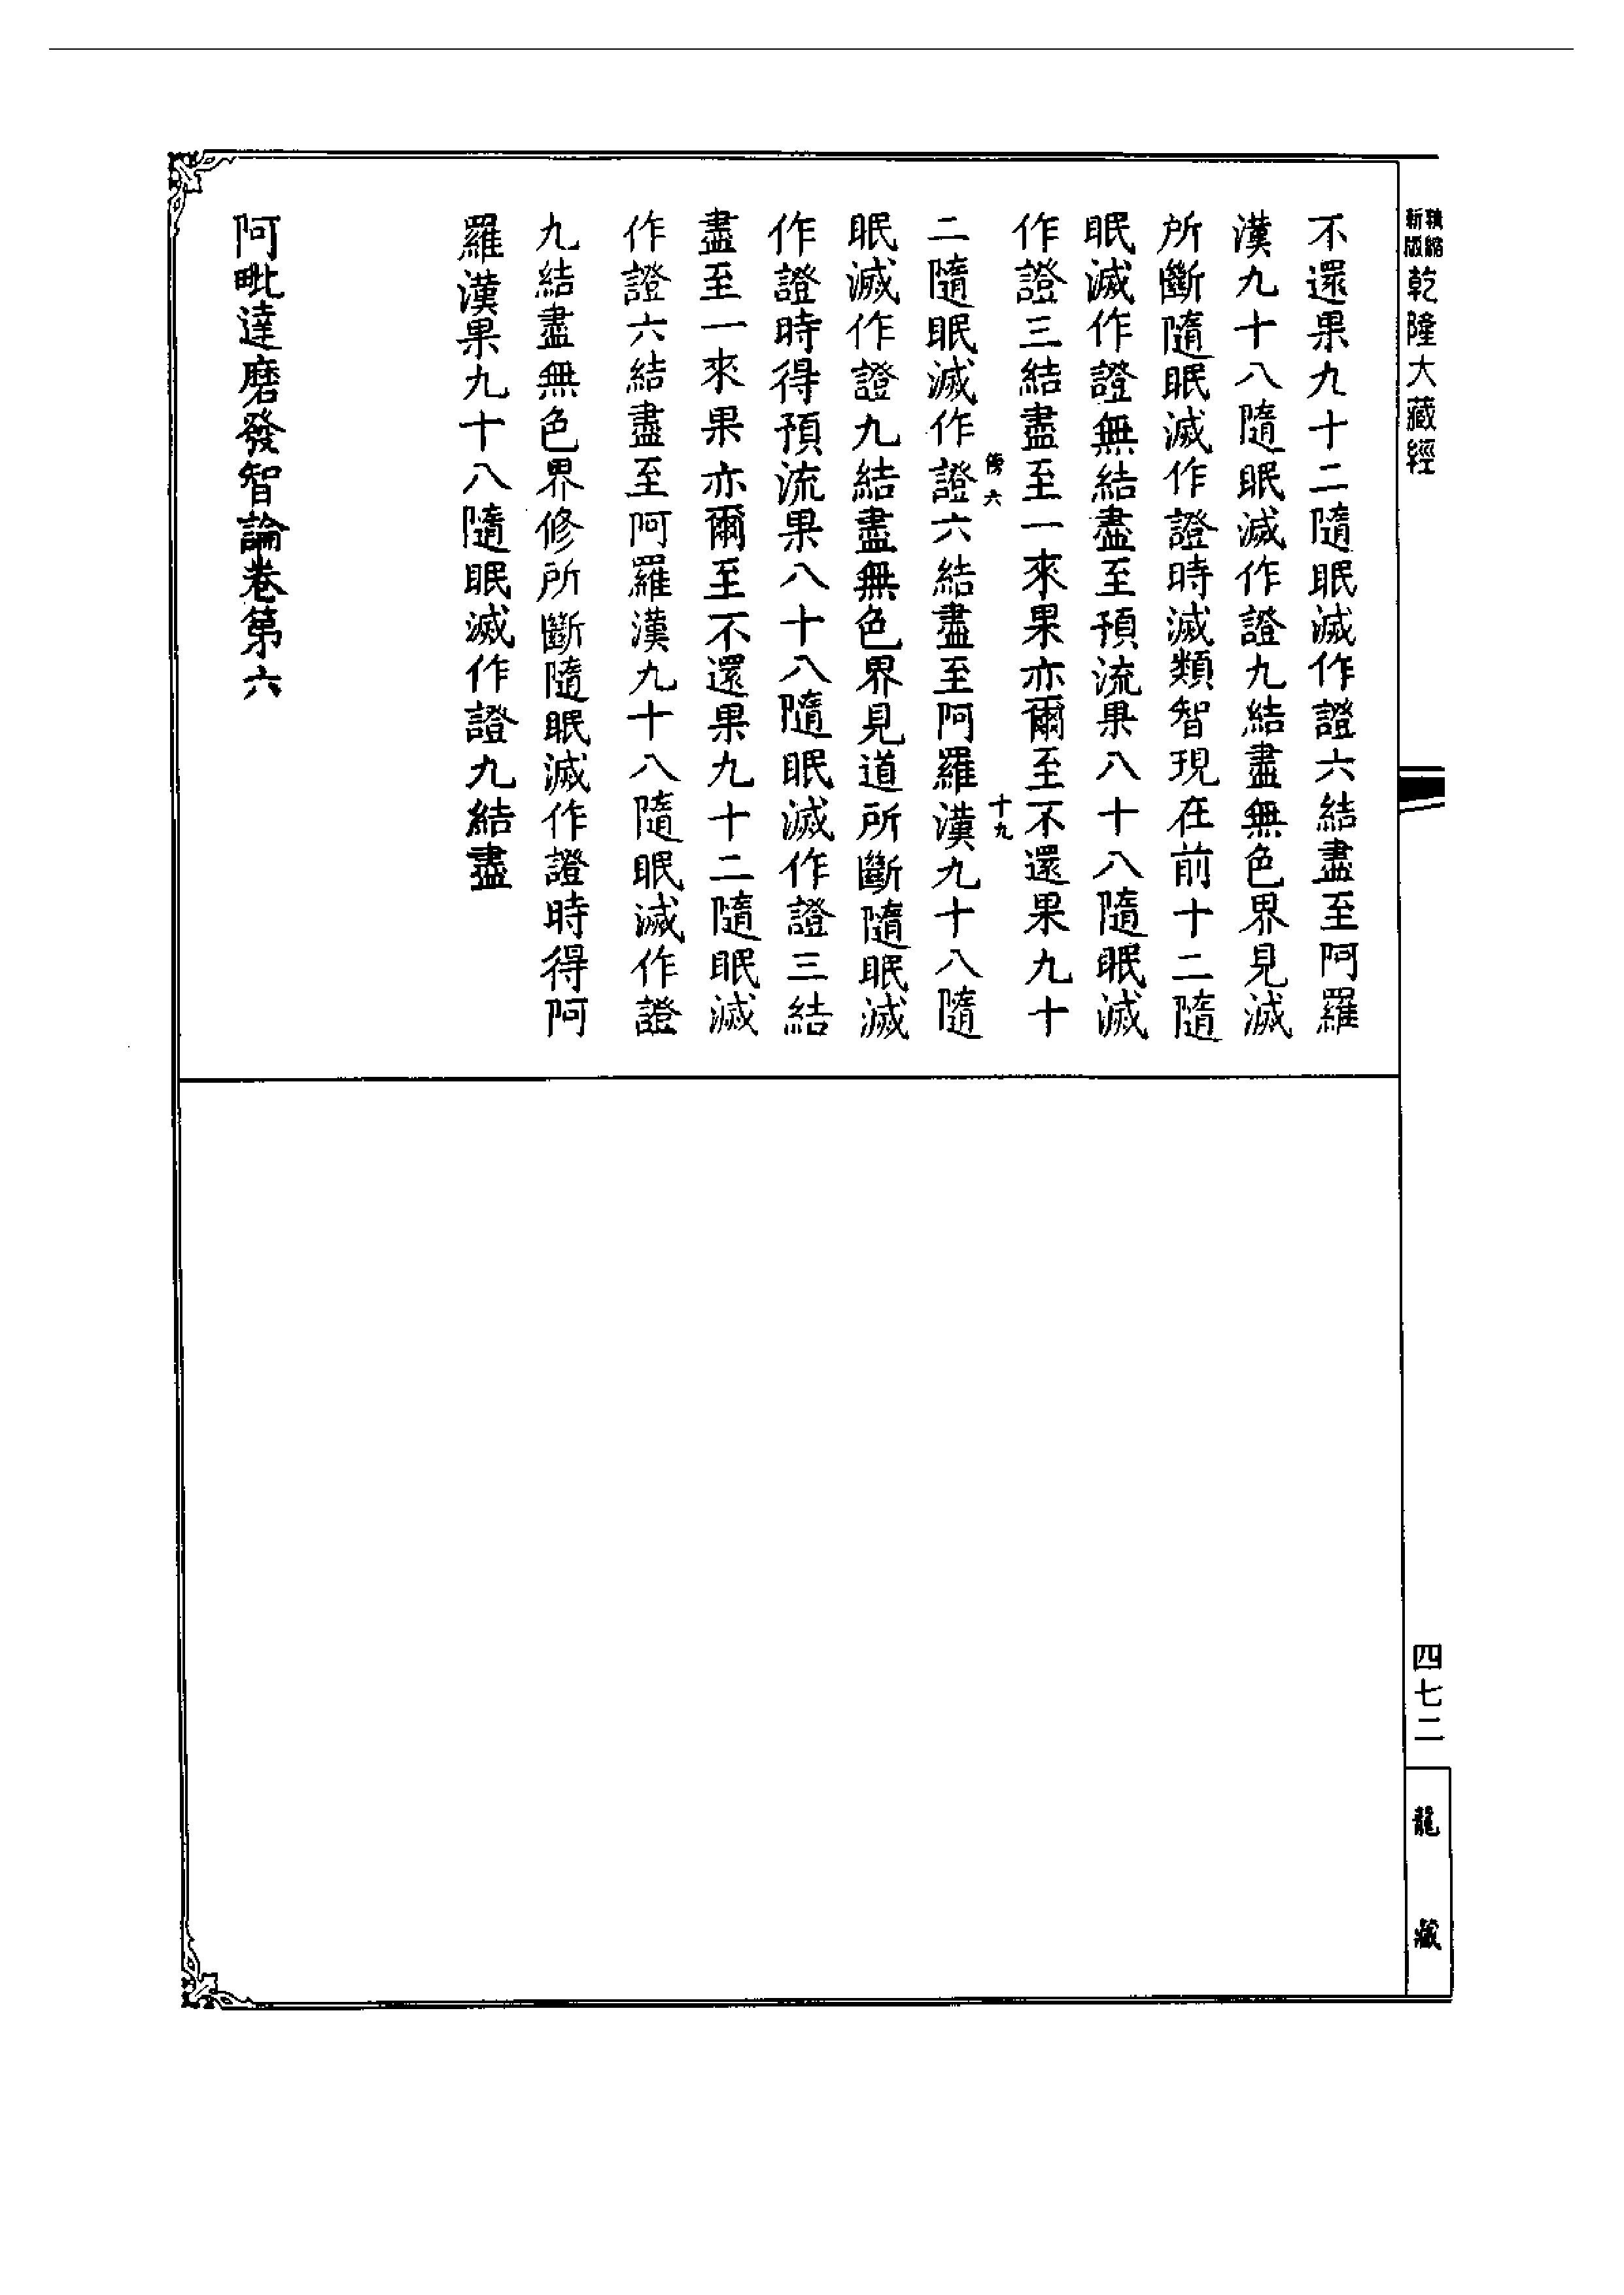 新版
乾隆大藏經
不還果九十二隨眠滅作證六結盡至阿羅
漢九十八隨眠滅作證九結盡無色界見滅
所斷隨眠滅作證時滅類智現在前十二隨
眠滅作證無結盡至預流果八十八隨眠滅
作證三結盡至一來果亦爾至不還果九十
傍六
十九
二隨眠滅作證六結盡至阿羅漢九十八隨
眠滅作證九結盡無色界見道所斷隨眠滅
作證時得預流果八十八隨眠滅作證三結
盡至一來果亦爾至不還果九十二隨眠滅
作證六結盡至阿羅漢九十八隨眠滅作證
九結盡無色界修所斷隨眠滅作證時得阿
羅漢果九十八隨眠滅作證九結盡
阿毗達磨發智論卷第六
四七二
龍藏